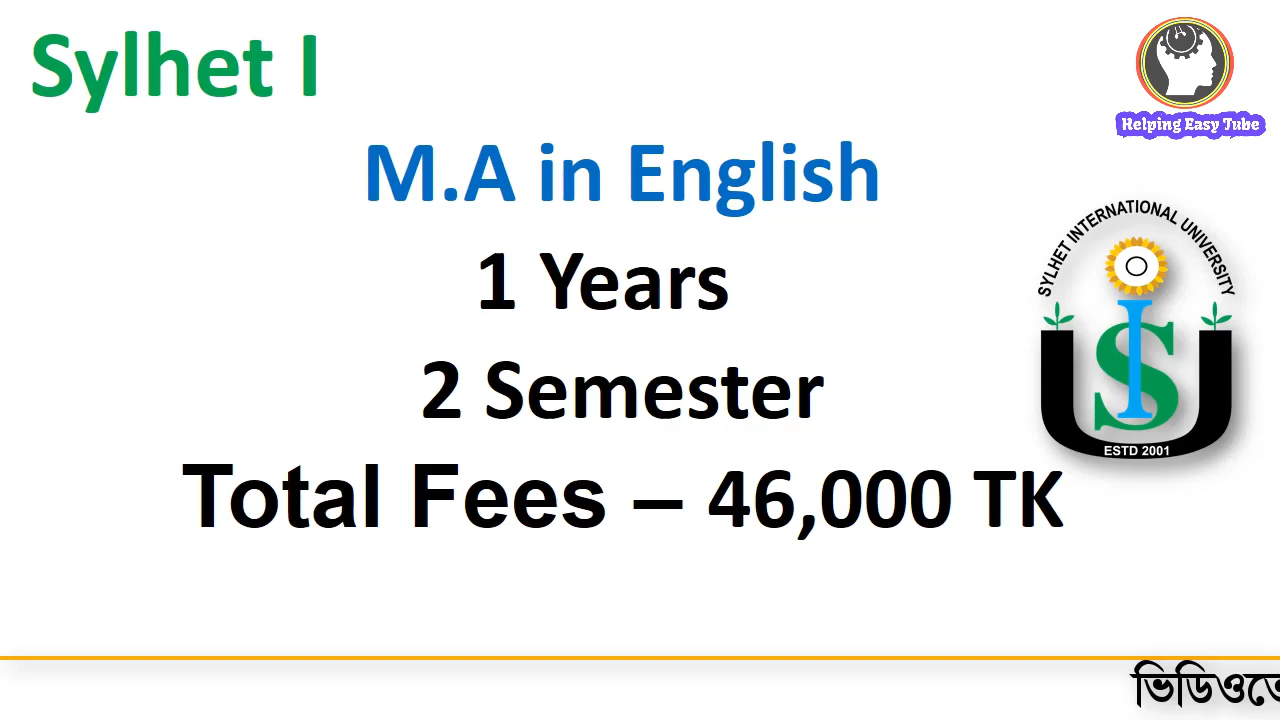 Sylhet I
Helping Easy Tube
M.A in English
SYLHET INTERNATIONAL UNIVERSITY
1 Years
2 Semester
ESTD 2001
Total Fees – 46,000 TK
ভিডিওতে